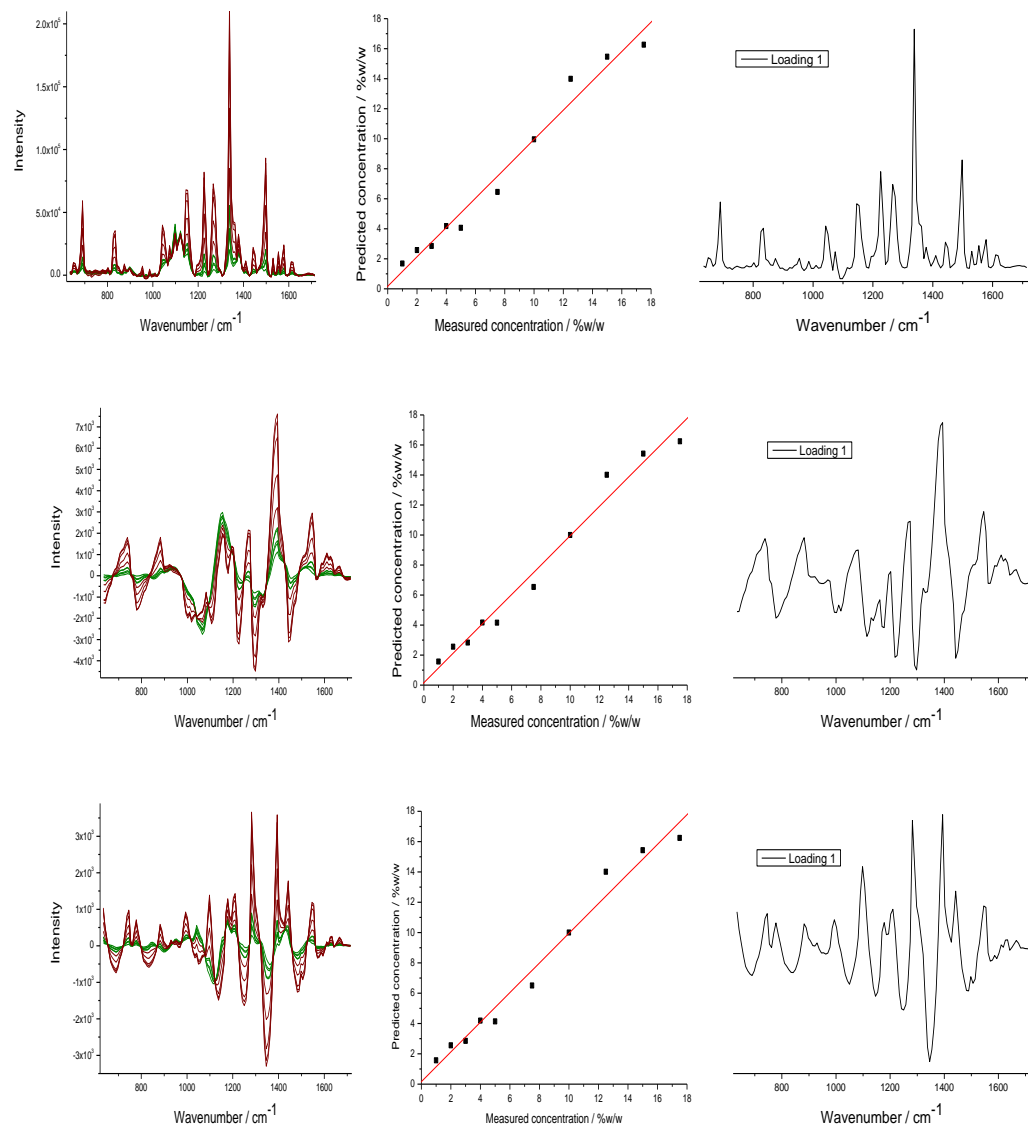 2.0x10⁵
1.5x10⁵
1.0x10⁵
5.0x10⁴
0.0
Intensity
800 1000 1200 1400 1600
Wavenumber / cm⁻¹
18
16
14
12
10
8
6
4
2
0
Predicted concentration / %w/w
0 2 4 6 8 10 12 14 16 18
Measured concentration / %w/w
Loading 1
800 1000 1200 1400 1600
Wavenumber / cm⁻¹
7x10³
6x10³
5x10³
4x10³
3x10³
2x10³
1x10³
0
-1x10³
-2x10³
-3x10³
-4x10³
Intensity
800 1000 1200 1400 1600
Wavenumber / cm⁻¹
18
16
14
12
10
8
6
4
2
0
Predicted concentration / %w/w
0 2 4 6 8 10 12 14 16 18
Measured concentration / %w/w
Loading 1
800 1000 1200 1400 1600
Wavenumber / cm⁻¹
3x10³
2x10³
1x10³
0
-1x10³
-2x10³
-3x10³
Intensity
800 1000 1200 1400 1600
Wavenumber / cm⁻¹
18
16
14
12
10
8
6
4
2
0
Predicted concentration / %w/w
0 2 4 6 8 10 12 14 16 18
Measured concentration / %w/w
Loading 1
800 1000 1200 1400 1600
Wavenumber / cm⁻¹